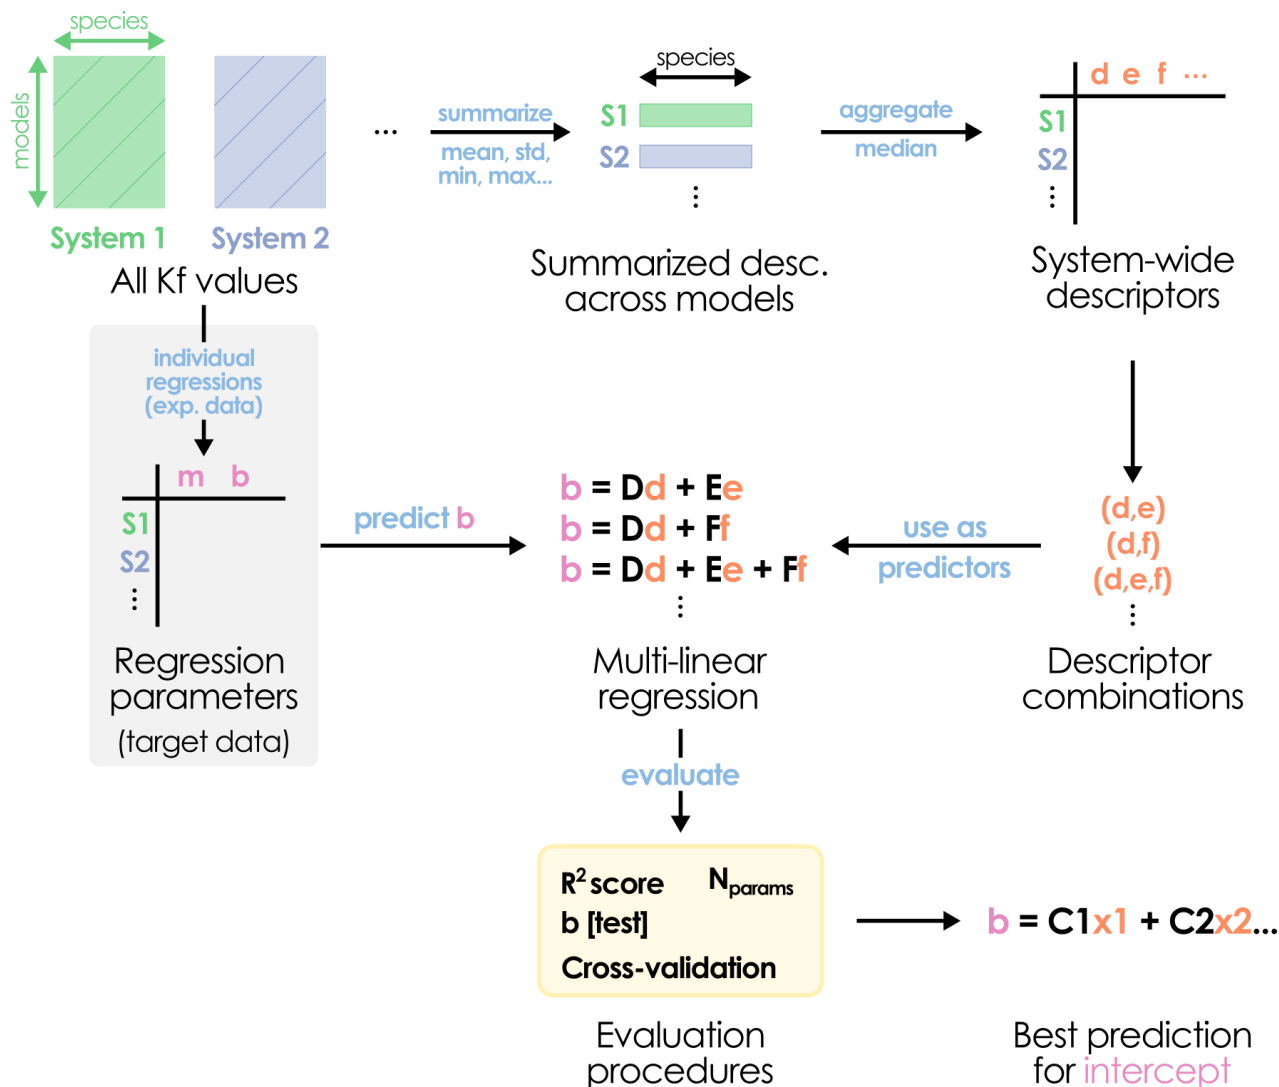 species
models
System 1
System 2
...
All Kf values
summarize
mean, std,
min, max...
species
S1
S2
⋮
Summarized desc.
across models
aggregate
median
d e f ...
S1
S2
⋮
System-wide
descriptors
individual
regressions
(exp. data)
m b
S1
S2
⋮
Regression
parameters
(target data)
predict b
b = Dd + Ee
b = Dd + Ff
b = Dd + Ee + Ff
⋮
Multi-linear
regression
use as
predictors
(d,e)
(d,f)
(d,e,f)
⋮
Descriptor
combinations
evaluate
R² score N_params
b [test]
Cross-validation
Evaluation
procedures
b = C1x1 + C2x2...
Best prediction
for intercept